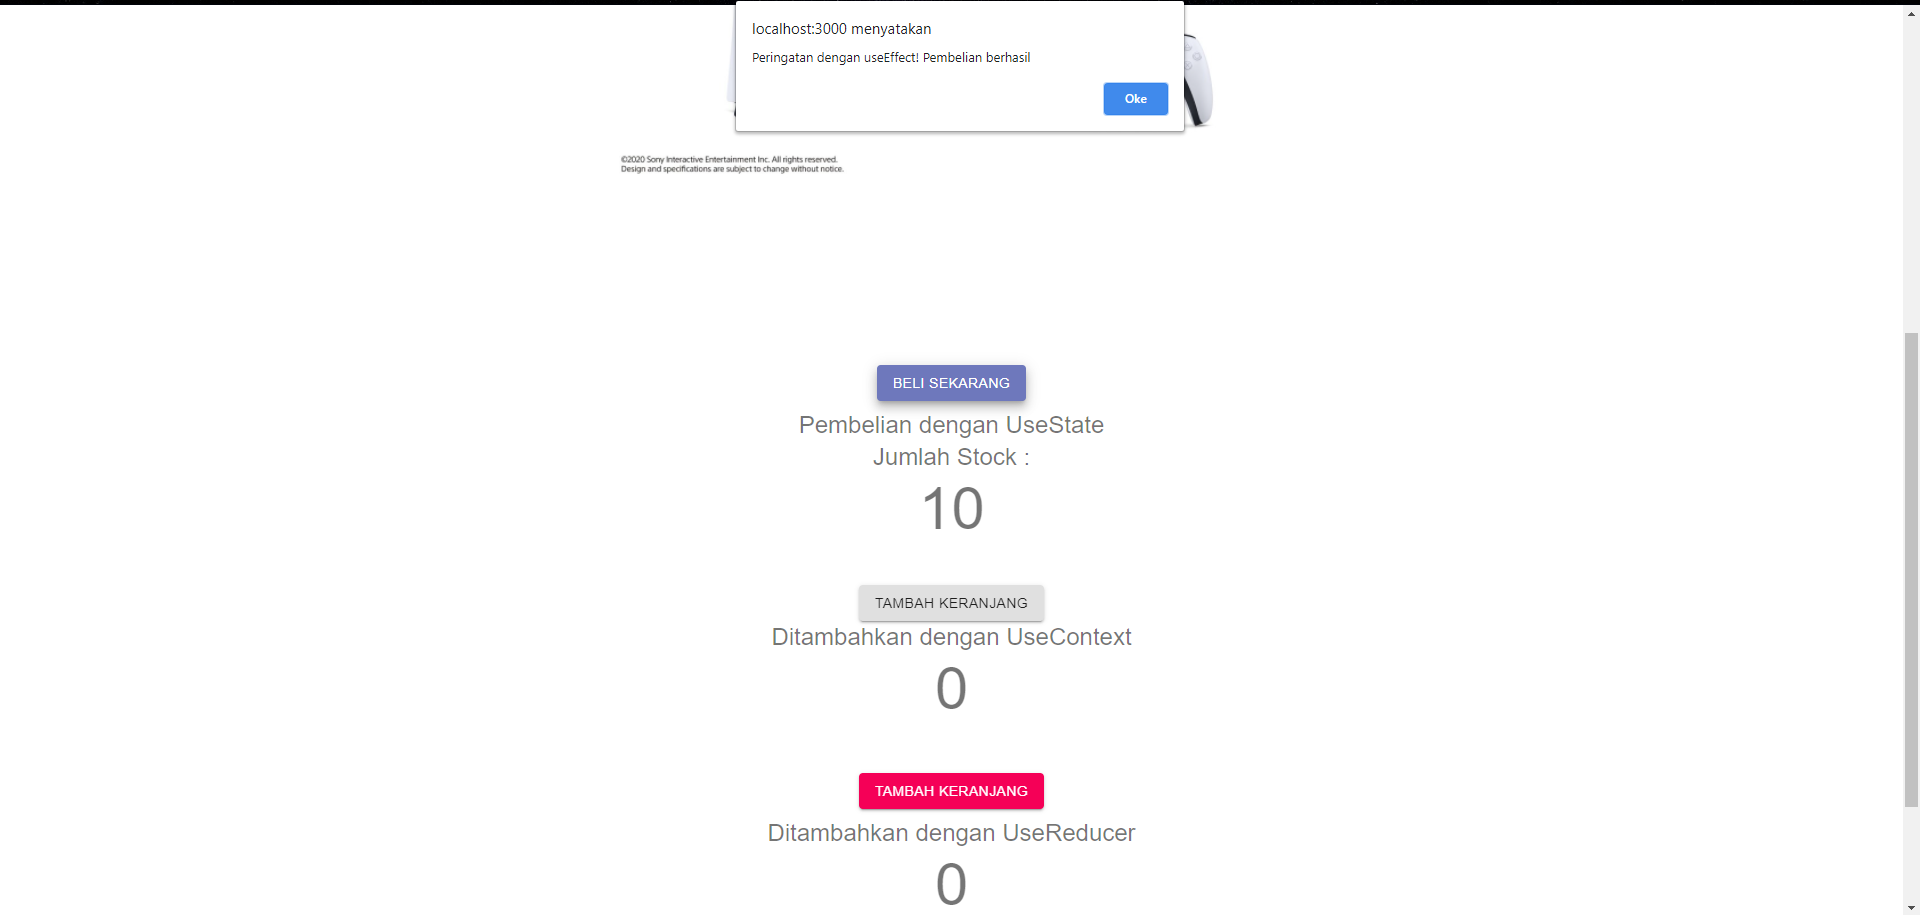 localhost:3000 menyatakan
Peringatan dengan useEffect! Pembelian berhasil
Oke
©2020 Sony Interactive Entertainment Inc. All rights reserved.
Design and specifications are subject to change without notice.
BELI SEKARANG
Pembelian dengan UseState
Jumlah Stock :
10
TAMBAH KERANJANG
Ditambahkan dengan UseContext
0
TAMBAH KERANJANG
Ditambahkan dengan UseReducer
0